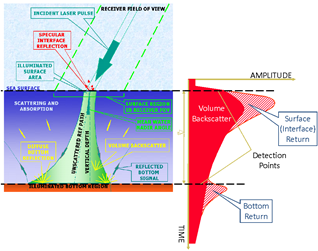 RECEIVER FIELD OF VIEW
INCIDENT LASER PULSE
SPECULAR
INTERFACE
REFLECTION
ILLUMINATED
SURFACE
AREA
SEA SURFACE
SCATTERING AND
ABSORPTION
SURFACE REGION
IN RECEIVER FOV
UNSCATTERED REF PATH
VERTICAL DEPTH
VOLUME BACKSCATTER
DIFFUSE
BOTTOM
REFLECTION
REFLECTED
BOTTOM
SIGNAL
ILLUMINATED BOTTOM REGION
AMPLITUDE
Volume
Backscatter
Surface
(Interface)
Return
Detection
Points
Bottom
Return
TIME